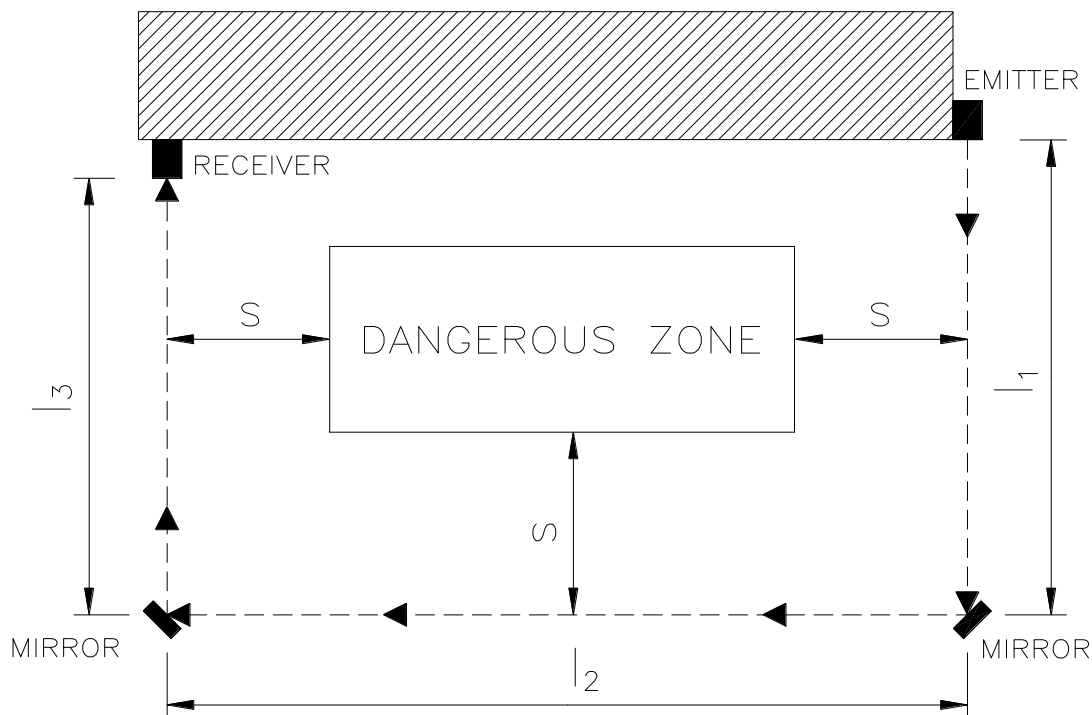 EMITTER
RECEIVER
S
DANGEROUS ZONE
S
l3
l1
S
MIRROR
MIRROR
l2